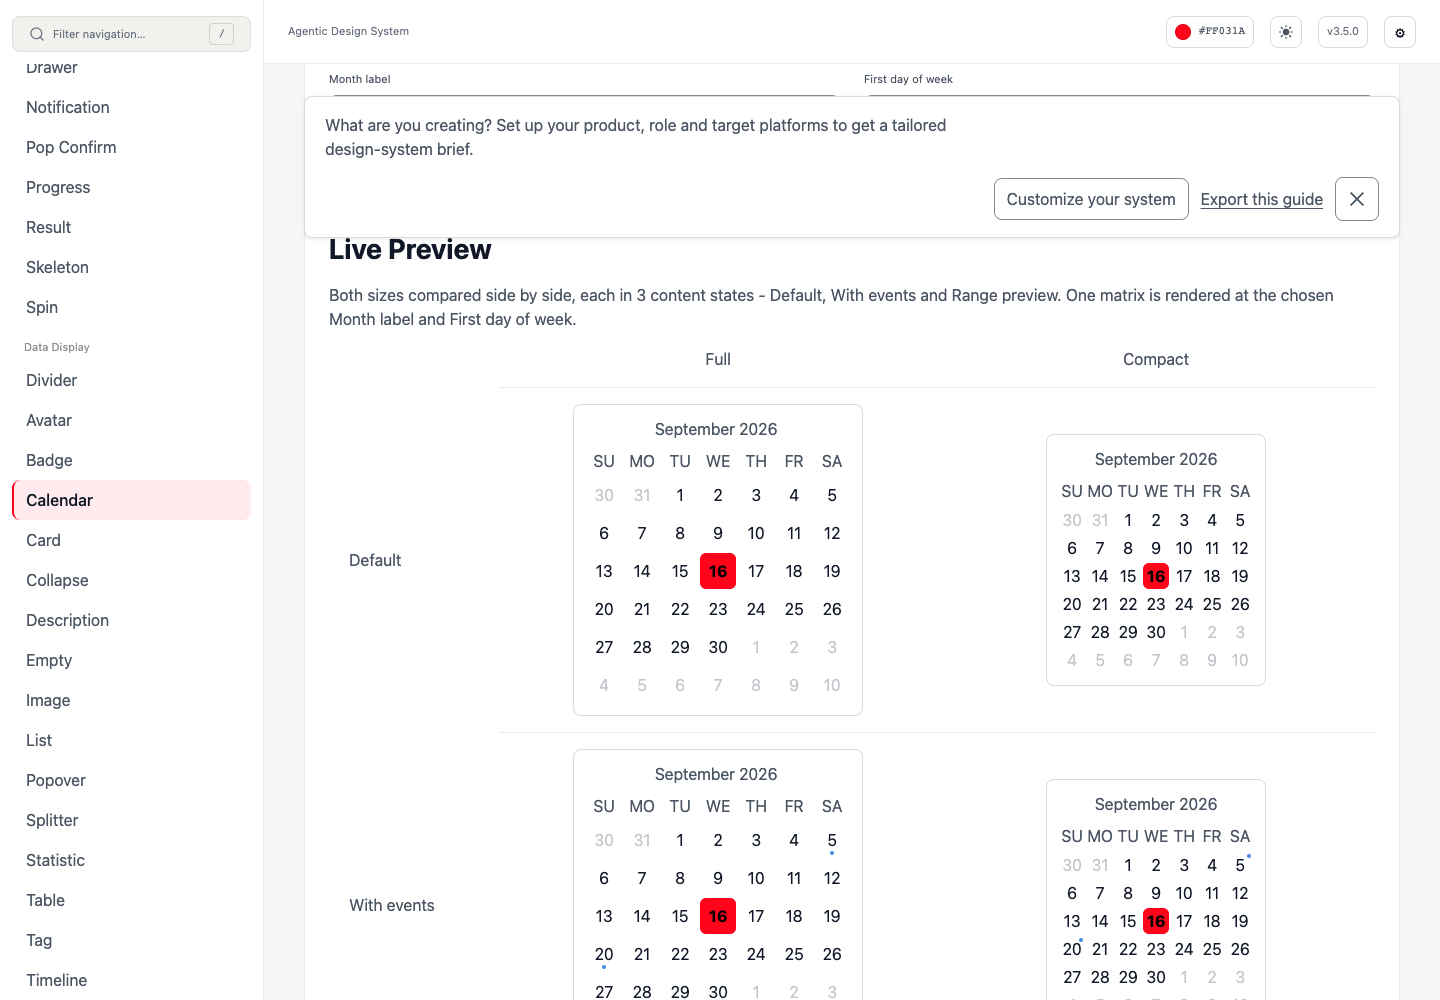 Filter navigation...
/
Drawer
Notification
Pop Confirm
Progress
Result
Skeleton
Spin
Data Display
Divider
Avatar
Badge
Calendar
Card
Collapse
Description
Empty
Image
List
Popover
Splitter
Statistic
Table
Tag
Timeline
Agentic Design System
#FF031A
v3.5.0
Month label
First day of week
What are you creating? Set up your product, role and target platforms to get a tailored
design-system brief.
Customize your system
Export this guide
Live Preview
Both sizes compared side by side, each in 3 content states - Default, With events and Range preview. One matrix is rendered at the chosen
Month label and First day of week.
Full
Compact
Default
September 2026
SU MO TU WE TH FR SA
30 31 1 2 3 4 5
6 7 8 9 10 11 12
13 14 15 16 17 18 19
20 21 22 23 24 25 26
27 28 29 30 1 2 3
4 5 6 7 8 9 10
September 2026
SU MO TU WE TH FR SA
30 31 1 2 3 4 5
6 7 8 9 10 11 12
13 14 15 16 17 18 19
20 21 22 23 24 25 26
27 28 29 30 1 2 3
4 5 6 7 8 9 10
With events
September 2026
SU MO TU WE TH FR SA
30 31 1 2 3 4 5
6 7 8 9 10 11 12
13 14 15 16 17 18 19
20 21 22 23 24 25 26
27 28 29 30 1 2 3
September 2026
SU MO TU WE TH FR SA
30 31 1 2 3 4 5
6 7 8 9 10 11 12
13 14 15 16 17 18 19
20 21 22 23 24 25 26
27 28 29 30 1 2 3